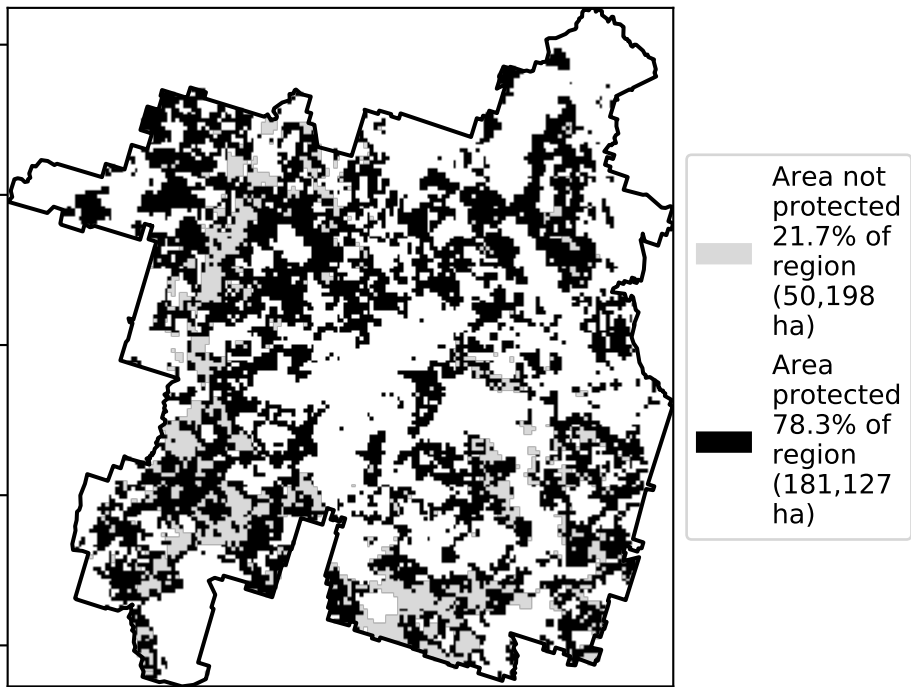 Area not
protected
21.7% of
region
(50,198
ha)
Area
protected
78.3% of
region
(181,127
ha)